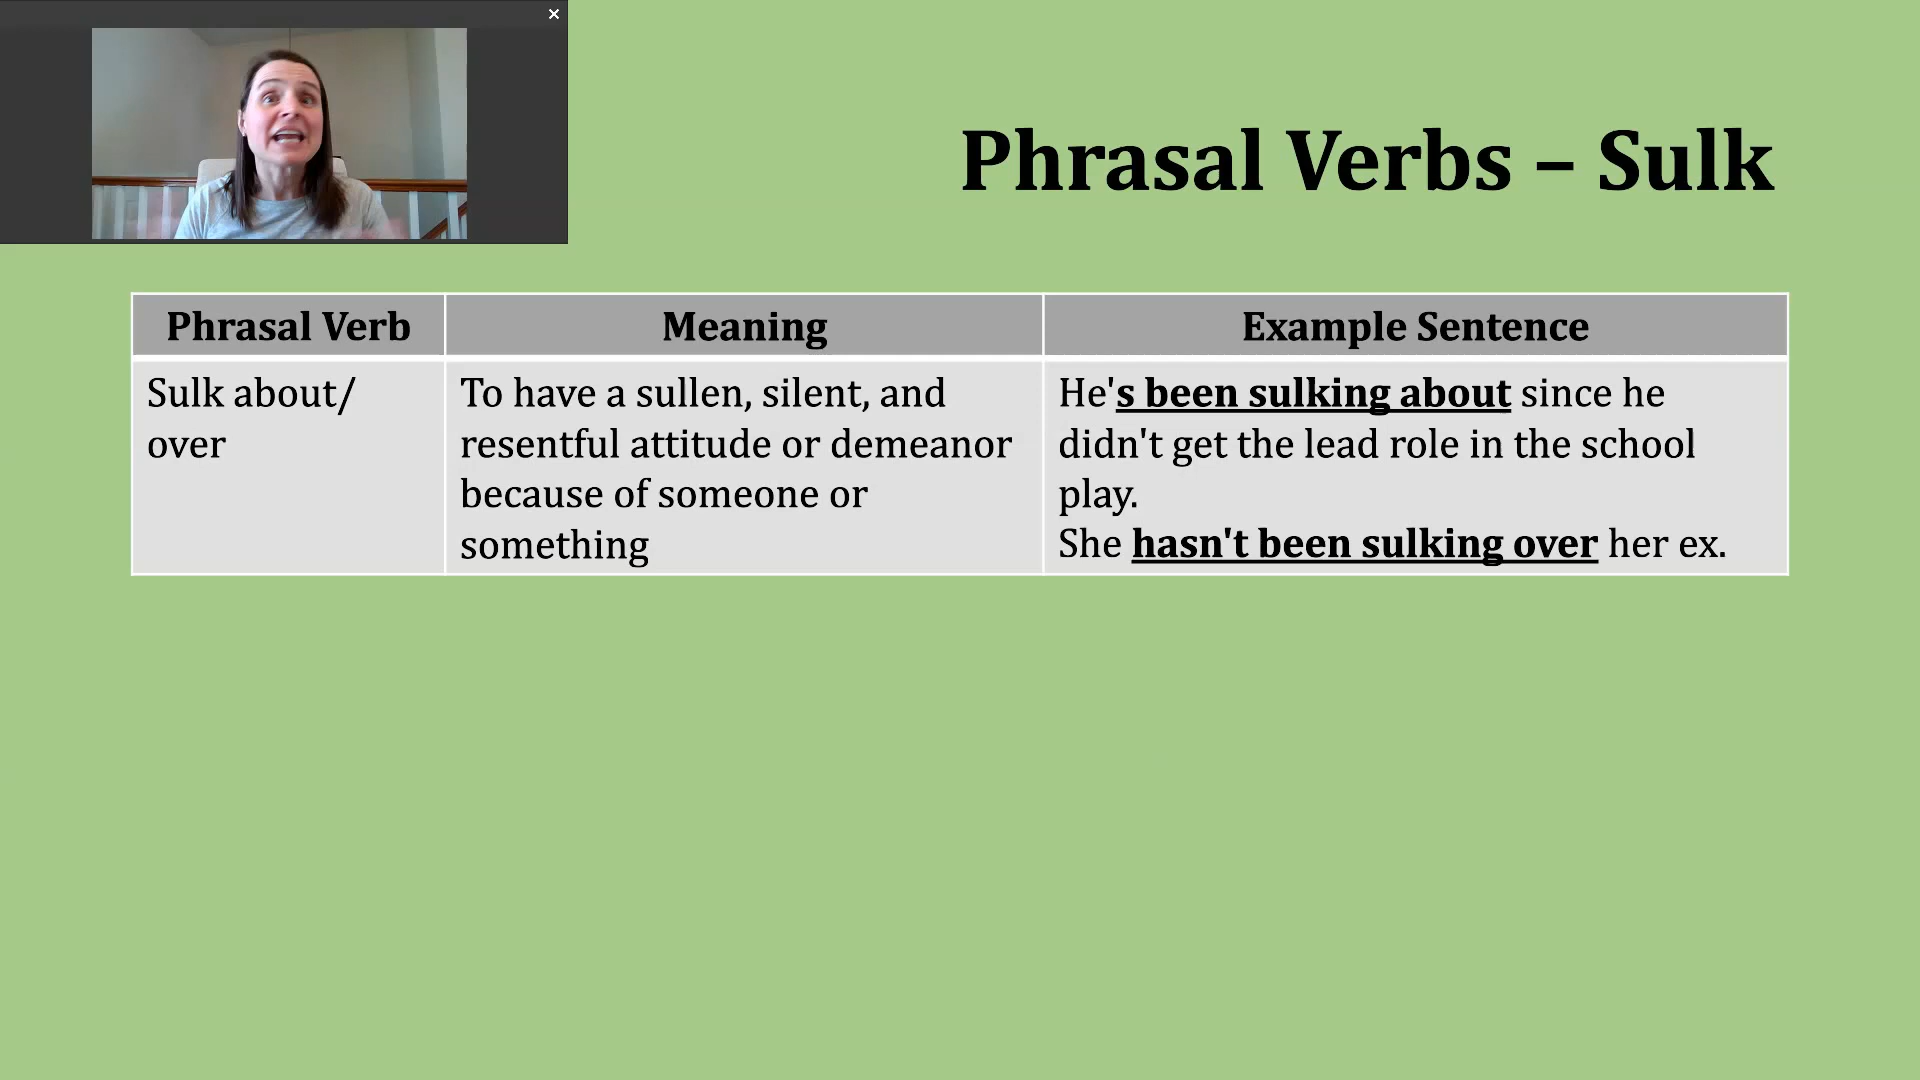 Phrasal Verbs – Sulk
Phrasal Verb
Meaning
Example Sentence
Sulk about/
over
To have a sullen, silent, and
resentful attitude or demeanor
because of someone or
something
He's been sulking about since he
didn't get the lead role in the school
play.
She hasn't been sulking over her ex.